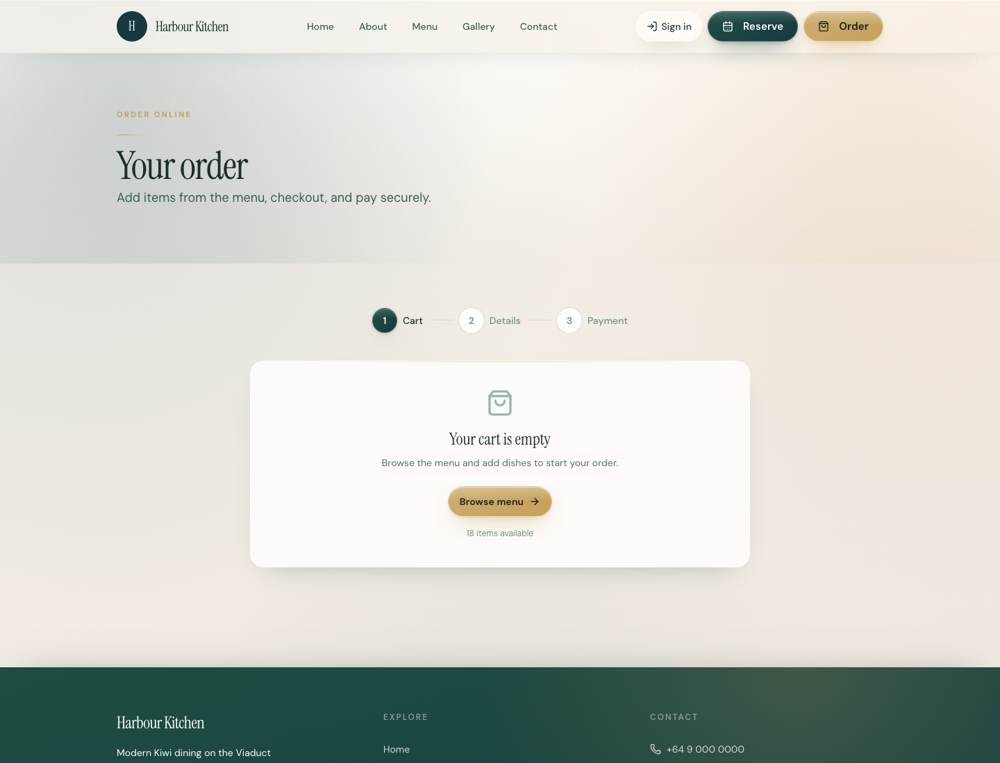 H
Harbour Kitchen
Home
About
Menu
Gallery
Contact
Sign in
Reserve
Order
ORDER ONLINE
Your order
Add items from the menu, checkout, and pay securely.
1
Cart
2
Details
3
Payment
Your cart is empty
Browse the menu and add dishes to start your order.
Browse menu
18 items available
Harbour Kitchen
Modern Kiwi dining on the Viaduct
EXPLORE
Home
CONTACT
+64 9 000 0000